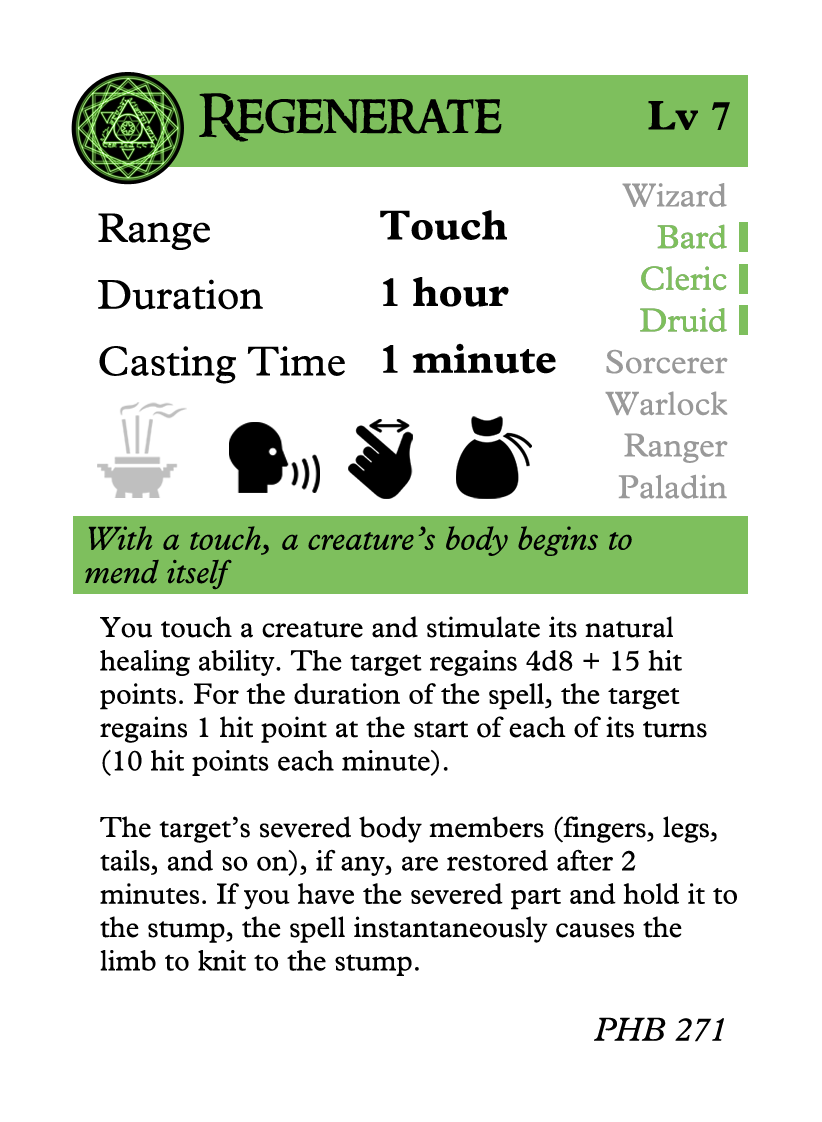 REGENERATE Lv 7
Range Touch
Duration 1 hour
Casting Time 1 minute
Wizard
Bard
Cleric
Druid
Sorcerer
Warlock
Ranger
Paladin
With a touch, a creature’s body begins to
mend itself
You touch a creature and stimulate its natural
healing ability. The target regains 4d8 + 15 hit
points. For the duration of the spell, the target
regains 1 hit point at the start of each of its turns
(10 hit points each minute).
The target’s severed body members (fingers, legs,
tails, and so on), if any, are restored after 2
minutes. If you have the severed part and hold it to
the stump, the spell instantaneously causes the
limb to knit to the stump.
PHB 271